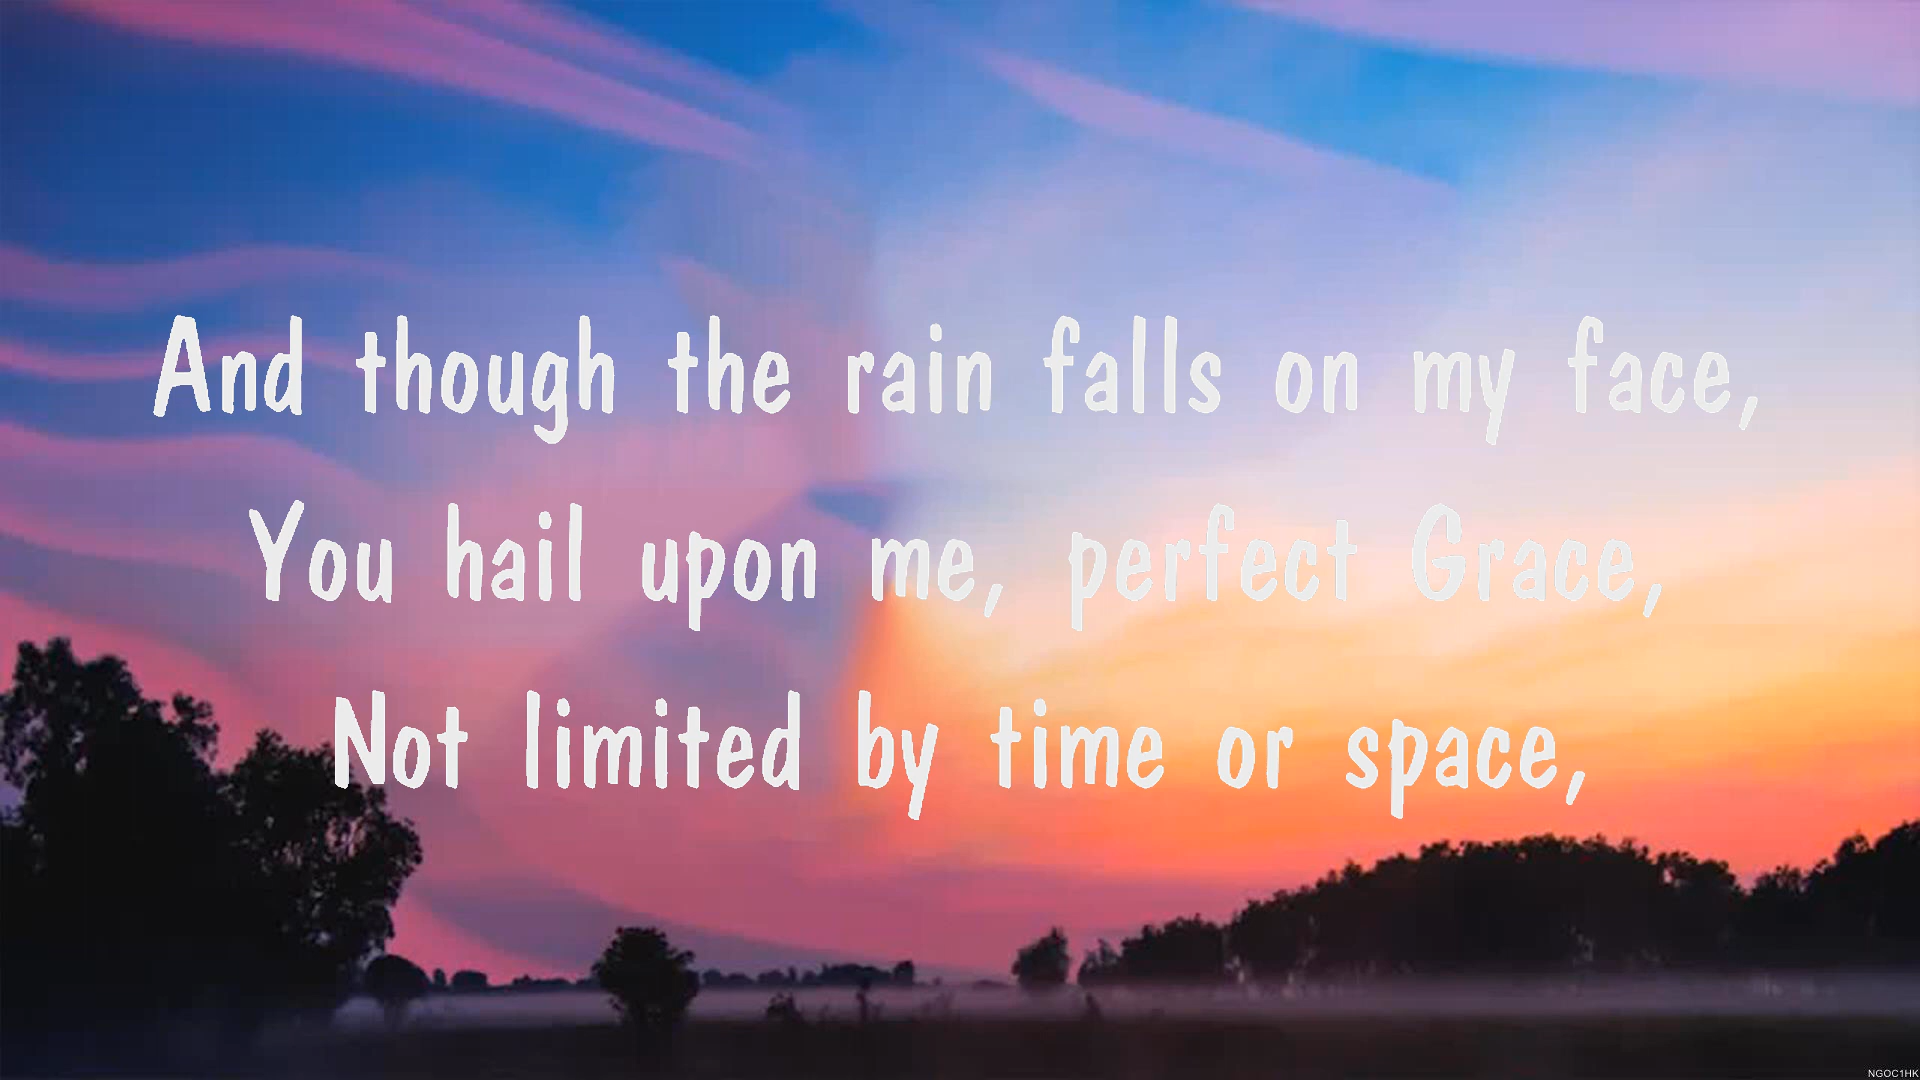 And though the rain falls on my face,
You hail upon me, perfect Grace,
Not limited by time or space,
NGOC1HK